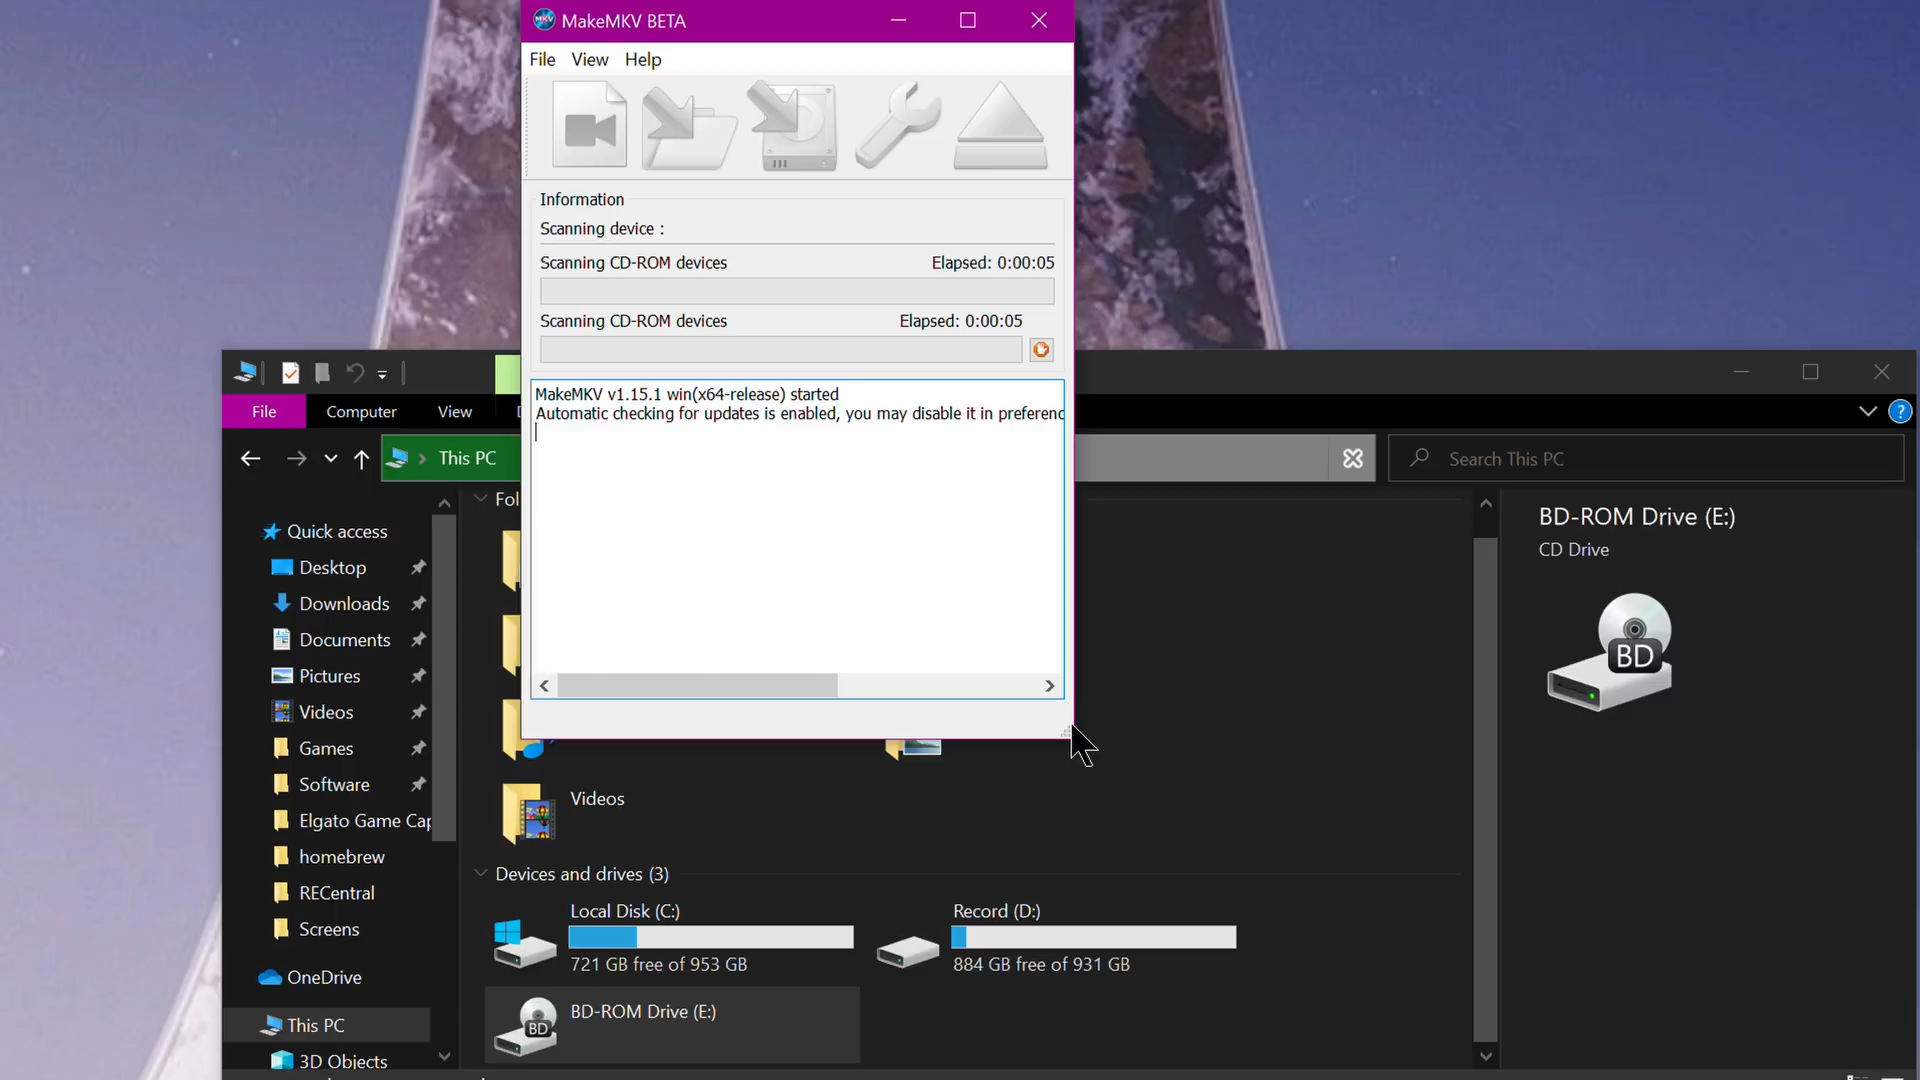 MakeMKV BETA
File View Help
Information
Scanning device :
Scanning CD-ROM devices Elapsed: 0:00:05
Scanning CD-ROM devices Elapsed: 0:00:05
MakeMKV v1.15.1 win(x64-release) started
Automatic checking for updates is enabled, you may disable it in preferenc
File Computer View
This PC
Search This PC
Quick access
Desktop
Downloads
Documents
Pictures
Videos
Games
Software
Elgato Game Cap
homebrew
RECentral
Screens
OneDrive
This PC
3D Objects
Fol
Videos
Devices and drives (3)
Local Disk (C:)
721 GB free of 953 GB
Record (D:)
884 GB free of 931 GB
BD
BD-ROM Drive (E:)
BD-ROM Drive (E:)
CD Drive
BD